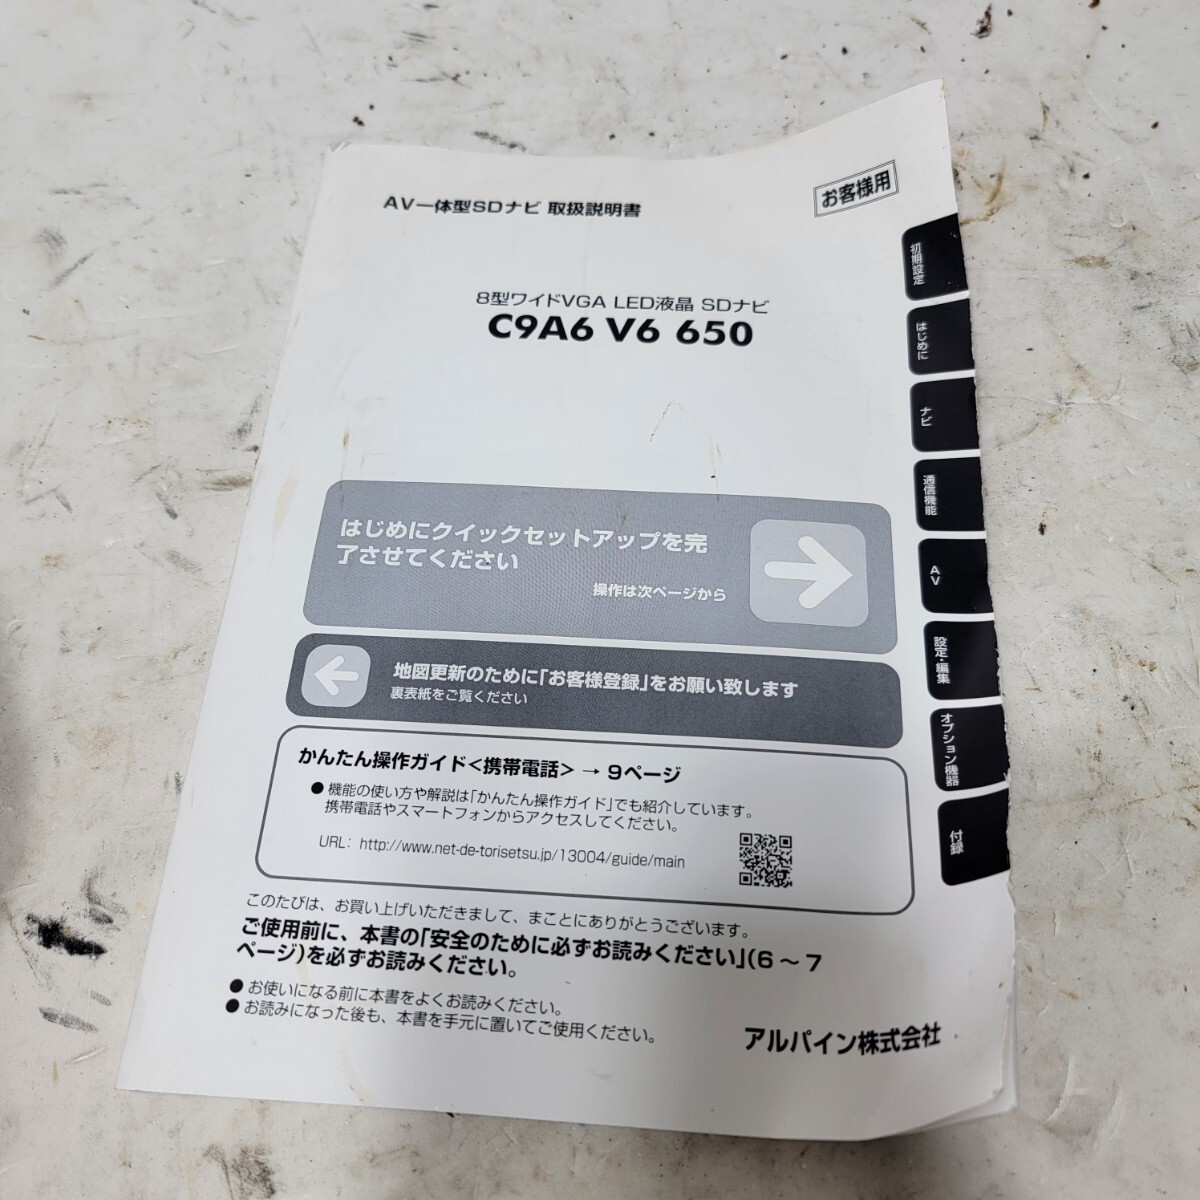 お客様用
AV一体型SDナビ 取扱説明書
8型ワイドVGA LED液晶 SDナビ
C9A6 V6 650
初期設定
はじめに
ナビ
通信機能
AV
設定・編集
オプション機器
付録
はじめにクイックセットアップを完
了させてください
操作は次ページから
地図更新のために「お客様登録」をお願い致します
裏表紙をご覧ください
かんたん操作ガイド<携帯電話> → 9ページ
● 機能の使い方や解説は「かんたん操作ガイド」でも紹介しています。
携帯電話やスマートフォンからアクセスしてください。
URL: http://www.net-de-torisetsu.jp/13004/guide/main
このたびは、お買い上げいただきまして、まことにありがとうございます。
ご使用前に、本書の「安全のために必ずお読みください」(6～7
ページ)を必ずお読みください。
● お使いになる前に本書をよくお読みください。
● お読みになった後も、本書を手元に置いてご使用ください。
アルパイン株式会社